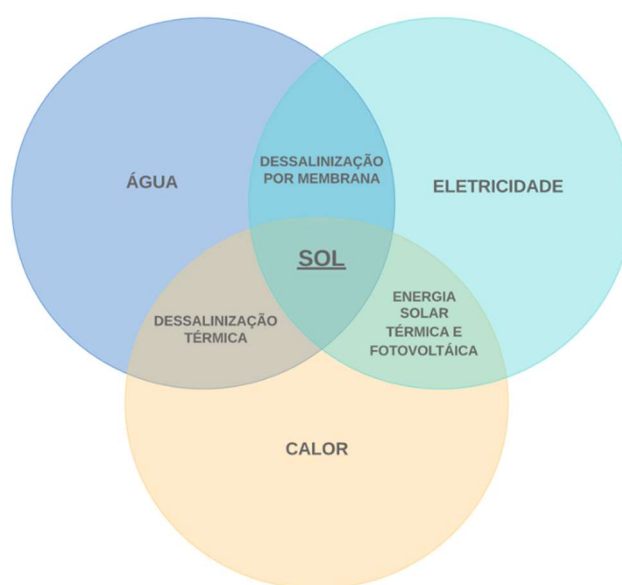 DESSALINIZAÇÃO
POR MEMBRANA
ÁGUA
ELETRICIDADE
SOL
ENERGIA
SOLAR
TÉRMICA E
FOTOVOLTÁICA
DESSALINIZAÇÃO
TÉRMICA
CALOR